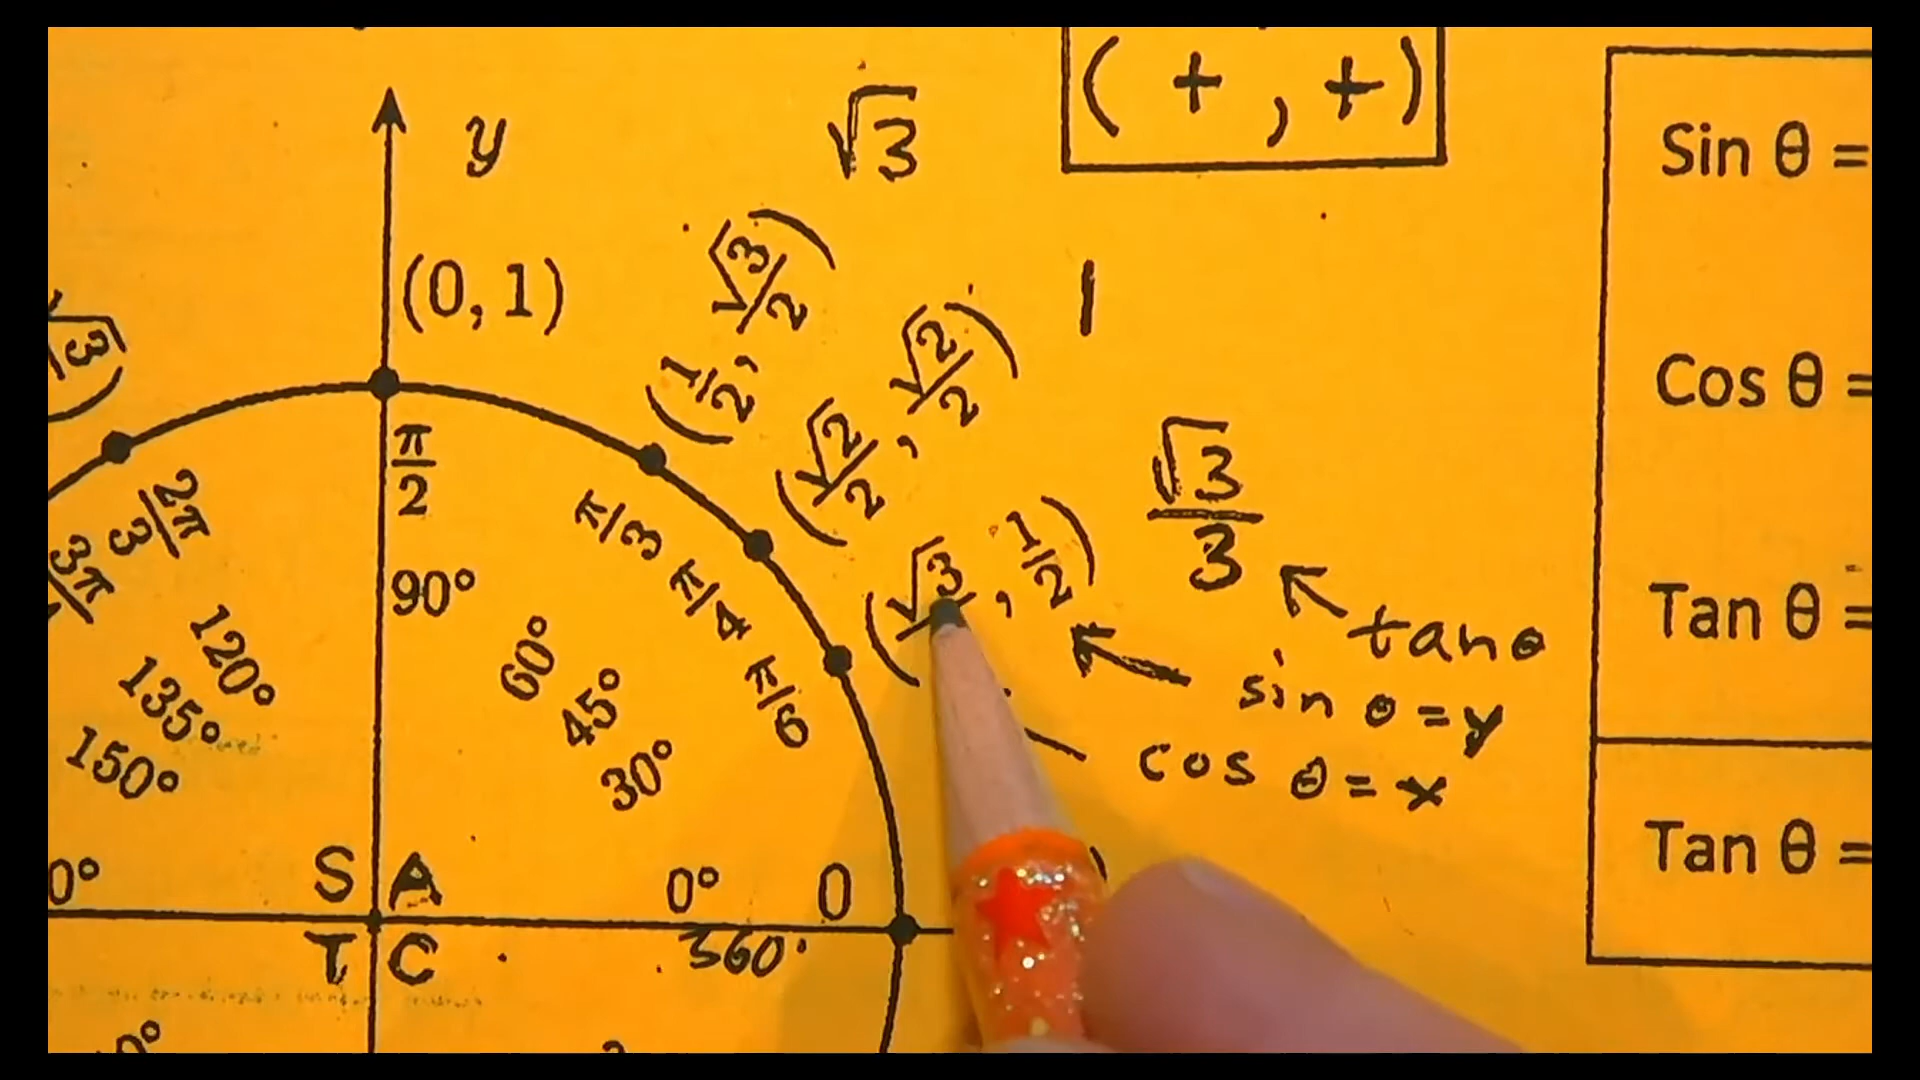 ( + , + )
y
√3
Sin θ =
(0, 1)
(1/2, √3/2)
1
√3
(√2/2, √2/2)
Cos θ =
π/2
π/3
√3/3
2π/3
3π
π/4
(√3/, 1/2)
90°
tan θ
Tan θ =
120°
60°
π/6
sin θ = y
135°
45°
cos θ = x
150°
30°
S A
0°
0° 0
Tan θ =
T C
360°